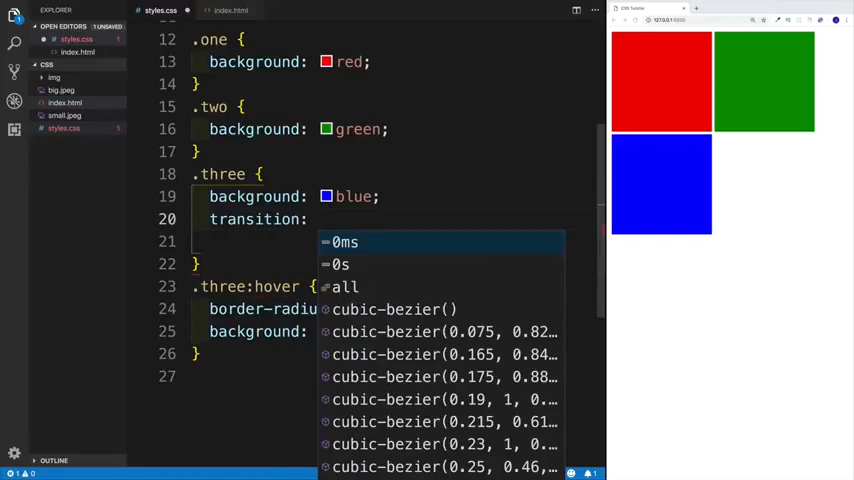 EXPLORER
styles.css
index.html
OPEN EDITORS 1 UNSAVED
styles.css 1
index.html
CSS
img
big.jpeg
index.html
small.jpeg
styles.css 1
OUTLINE
1 0
12 .one {
13 background: red;
14 }
15 .two {
16 background: green;
17 }
18 .three {
19 background: blue;
20 transition:
21
22 }
23 .three:hover {
24 border-radiu
25 background:
26 }
27
0ms
0s
all
cubic-bezier()
cubic-bezier(0.075, 0.82…
cubic-bezier(0.165, 0.84…
cubic-bezier(0.175, 0.88…
cubic-bezier(0.19, 1, 0.…
cubic-bezier(0.215, 0.61…
cubic-bezier(0.23, 1, 0.…
cubic-bezier(0.25, 0.46,…
1
CSS Tutorial